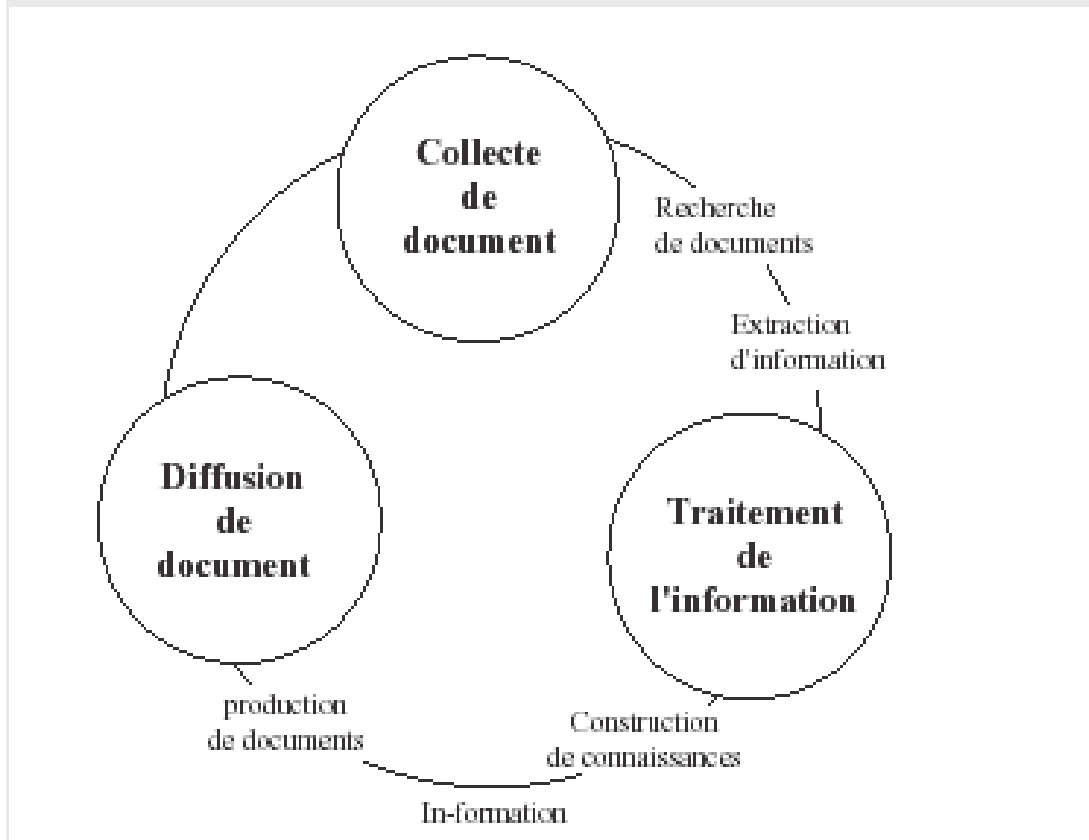 Collecte
de
document
Recherche
de documents
Extraction
d'information
Traitement
de
l'information
Construction
de connaissances
In-formation
production
de documents
Diffusion
de
document